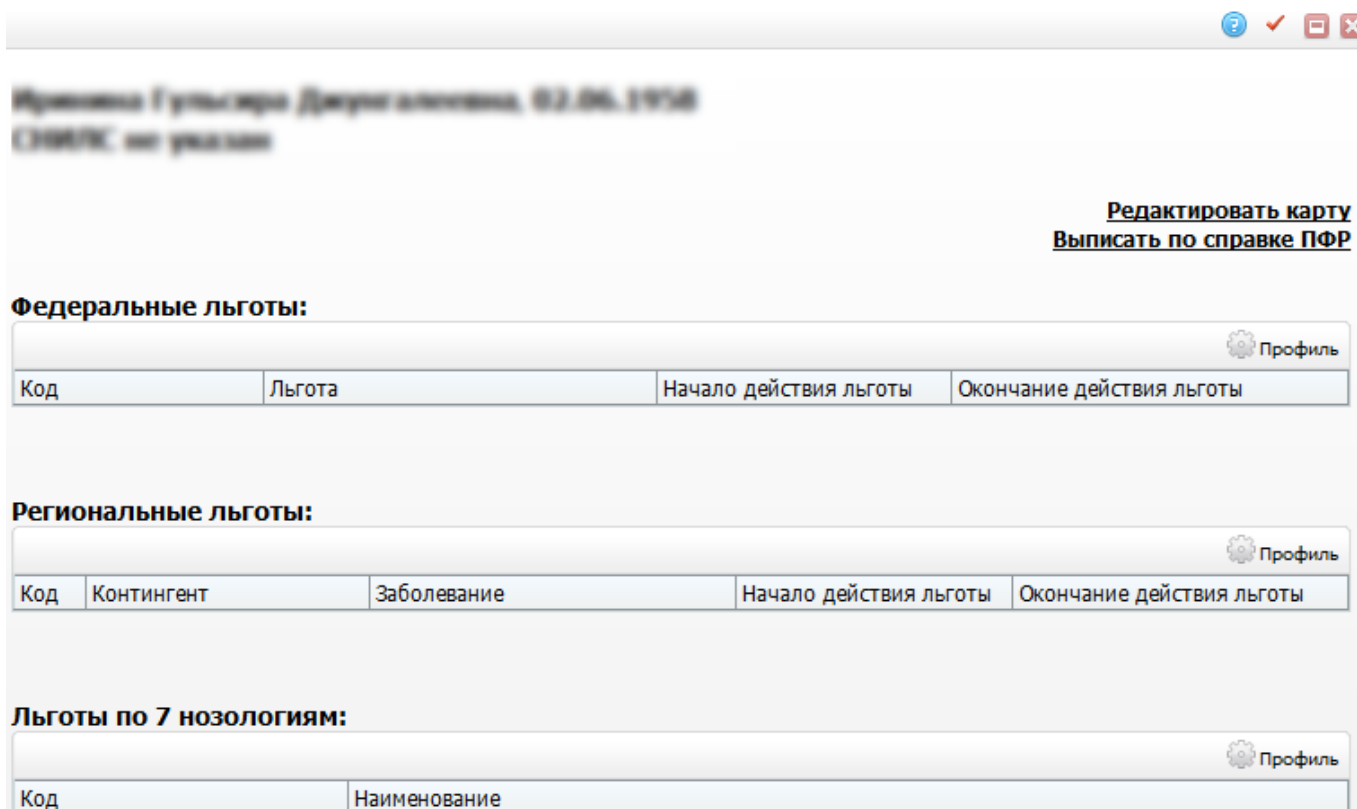 Редактировать карту
Выписать по справке ПФР
Федеральные льготы:
Профиль
Код Льгота Начало действия льготы Окончание действия льготы
Региональные льготы:
Профиль
Код Контингент Заболевание Начало действия льготы Окончание действия льготы
Льготы по 7 нозологиям:
Профиль
Код Наименование